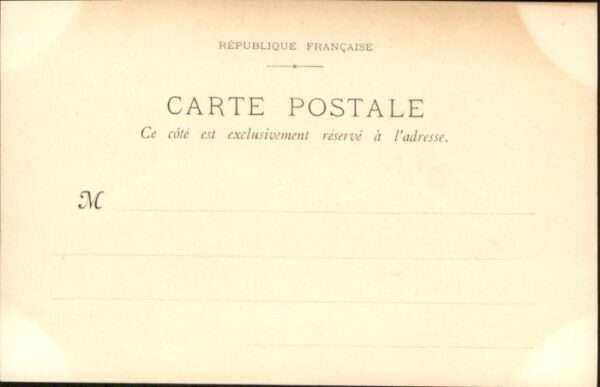 RÉPUBLIQUE FRANÇAISE
CARTE POSTALE
Ce côté est exclusivement réservé à l'adresse.
M